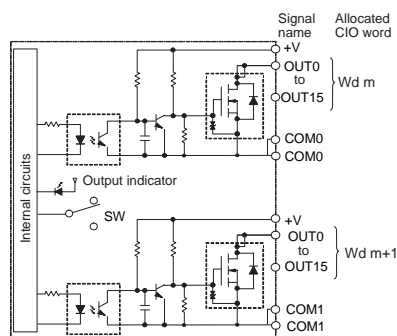 Signal name
Allocated CIO word
+V
OUT0
to
OUT15
Wd m
COM0
COM0
Internal circuits
Output indicator
SW
+V
OUT0
to
OUT15
Wd m+1
COM1
COM1